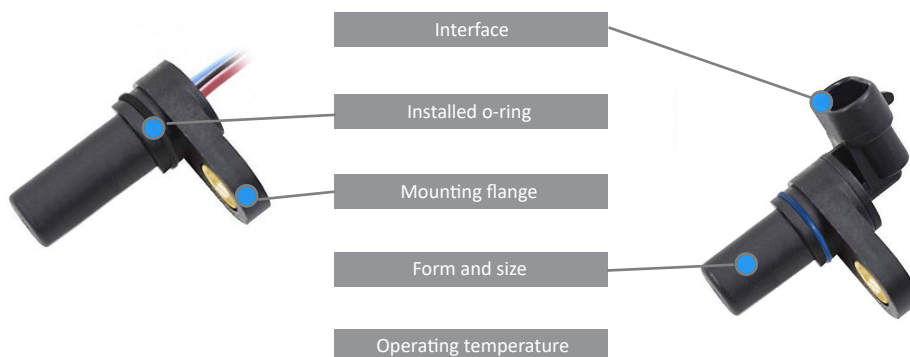 Interface
Installed o-ring
Mounting flange
Form and size
Operating temperature